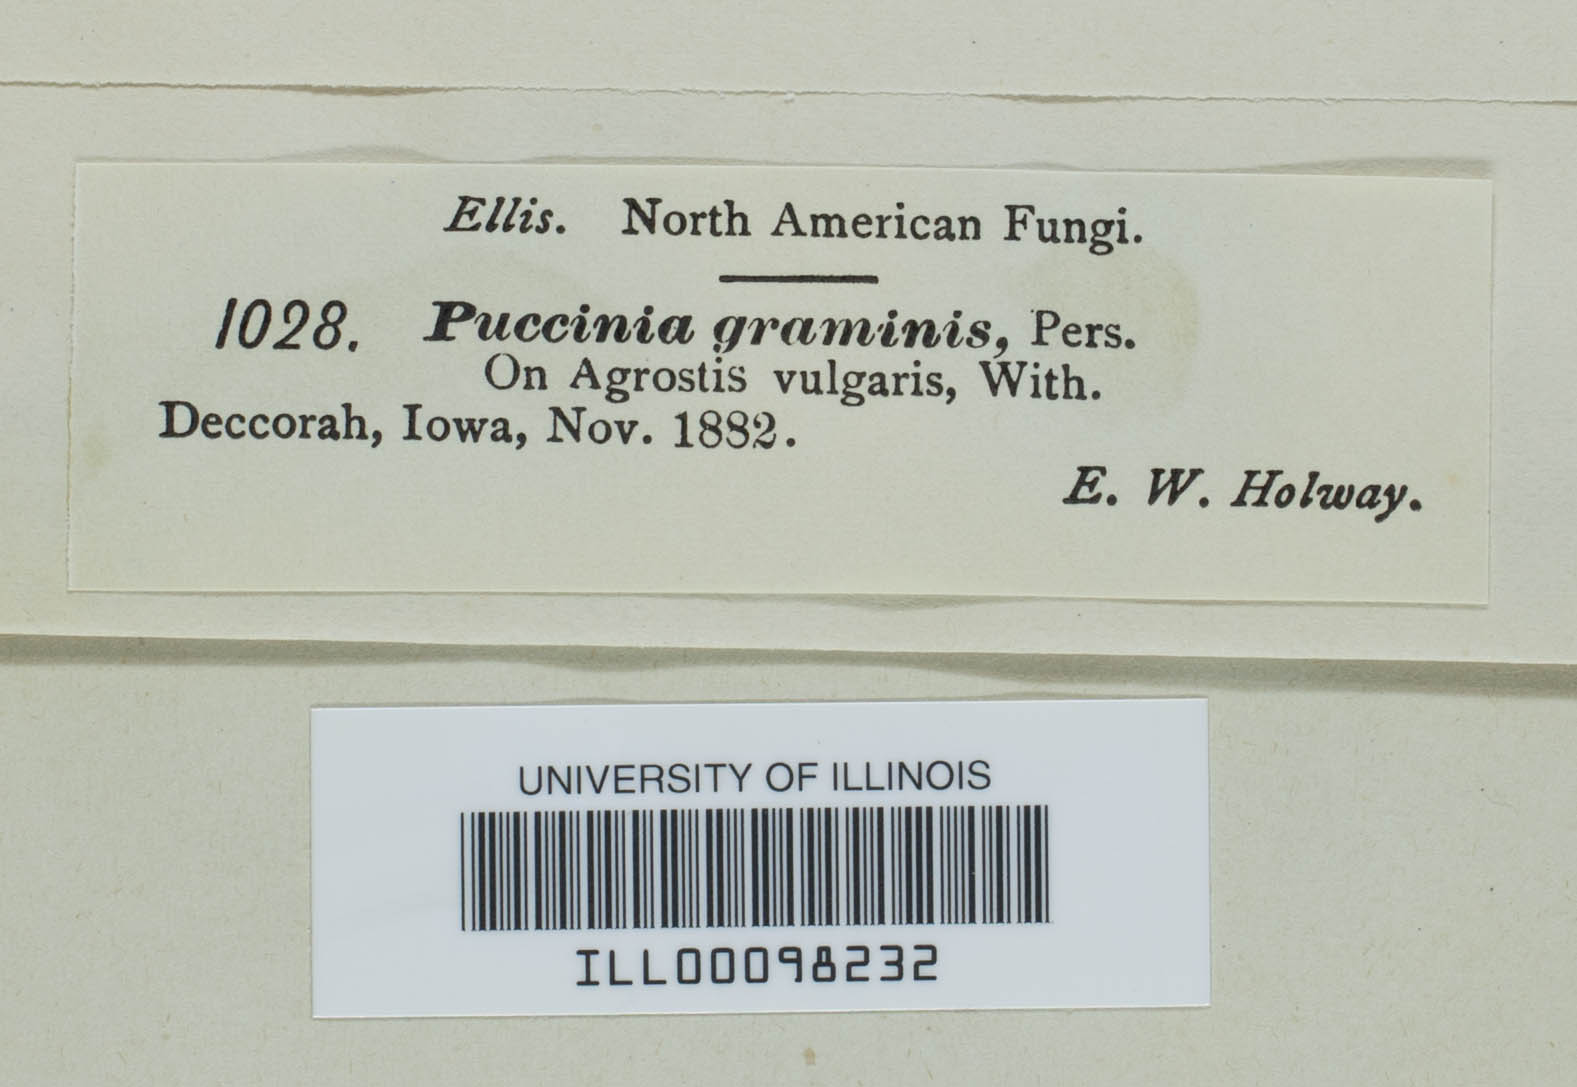 Ellis. North American Fungi.
1028. Puccinia graminis, Pers.
On Agrostis vulgaris, With.
Deccorah, Iowa, Nov. 1882.
E. W. Holway.
UNIVERSITY OF ILLINOIS
ILL00098232